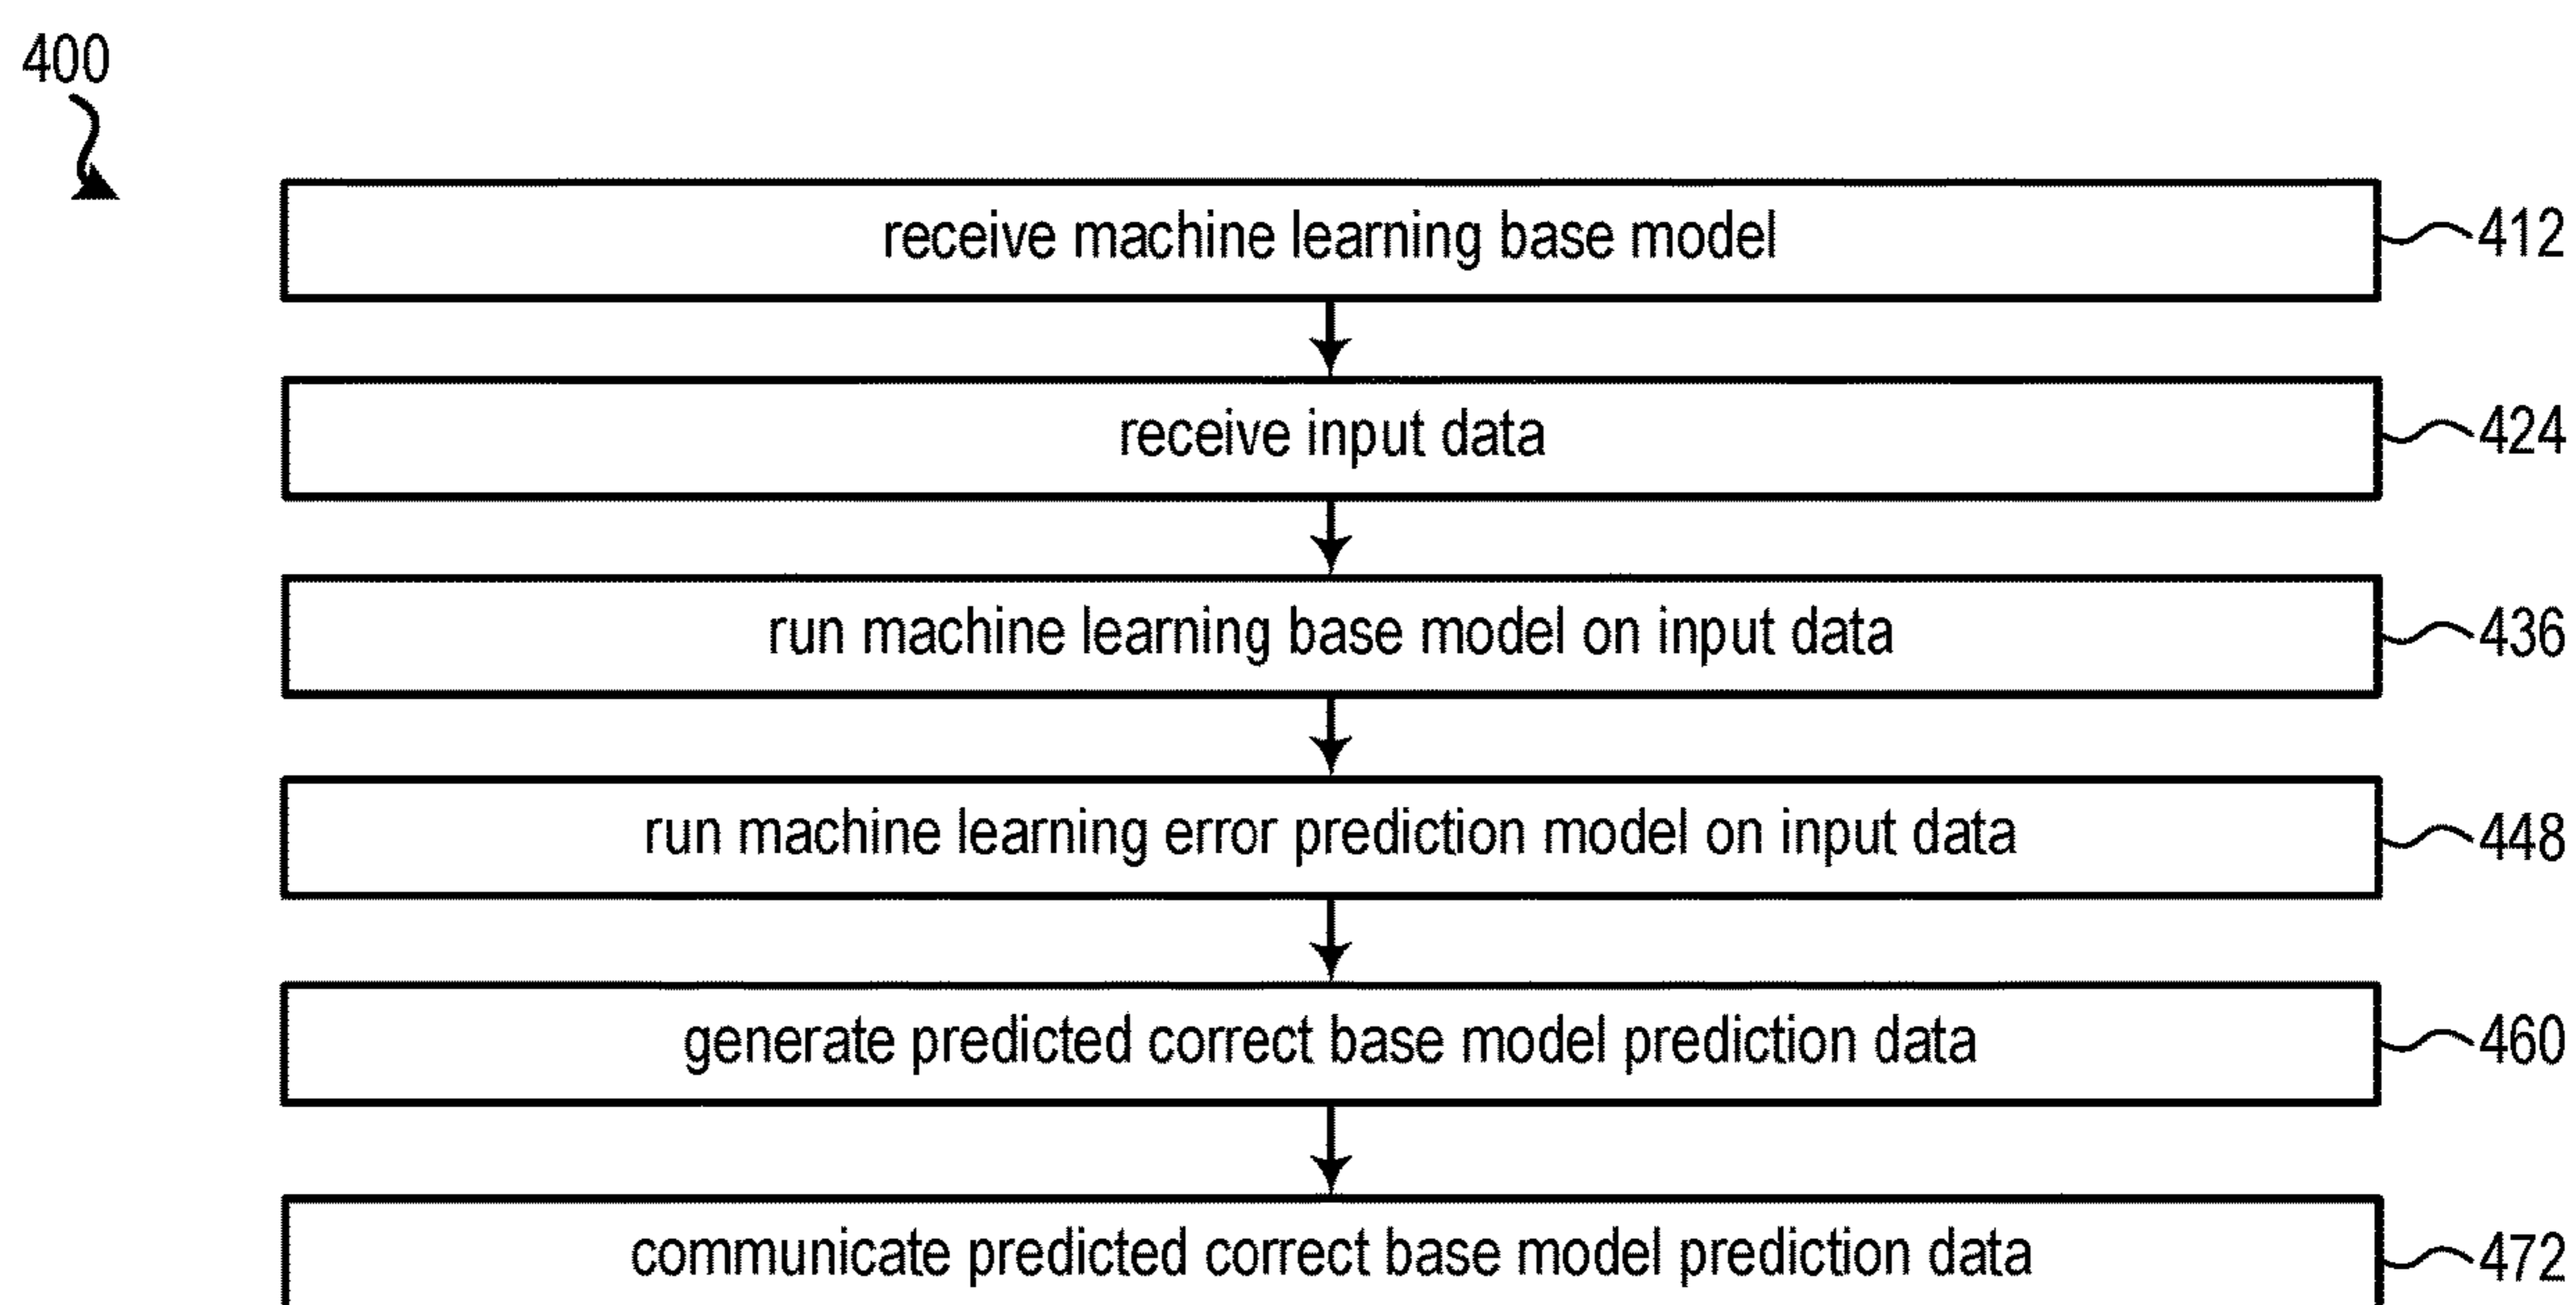 400
receive machine learning base model
412
receive input data
424
run machine learning base model on input data
436
run machine learning error prediction model on input data
448
generate predicted correct base model prediction data
460
communicate predicted correct base model prediction data
472